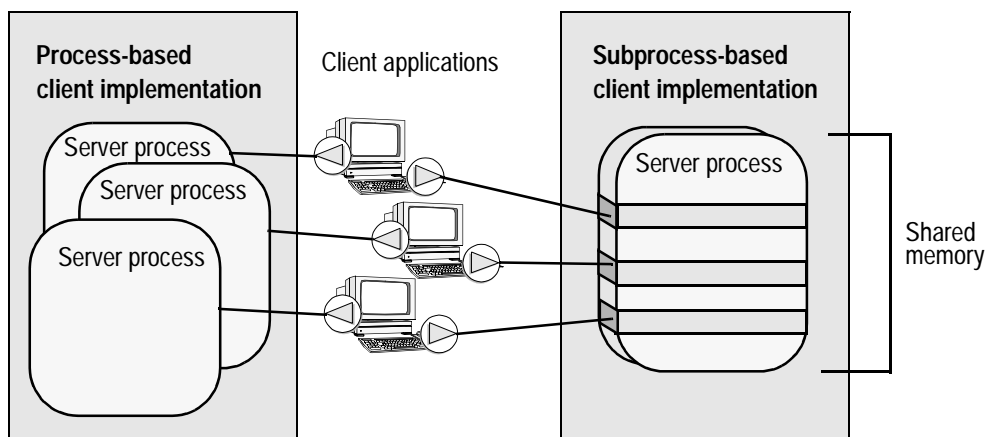 Process-based
client implementation
Server process
Server process
Server process
Client applications
Subprocess-based
client implementation
Server process
Shared
memory